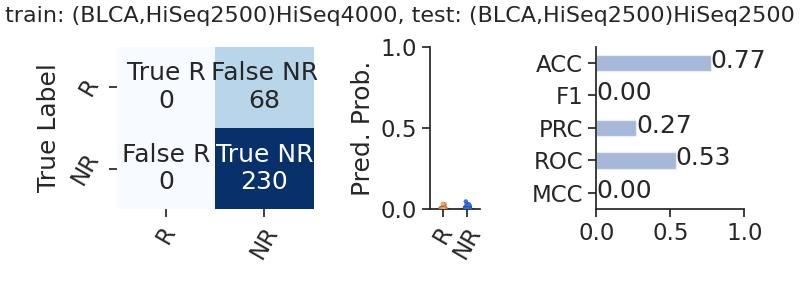 train: (BLCA,HiSeq2500)HiSeq4000, test: (BLCA,HiSeq2500)HiSeq2500
True Label
R
NR
True R
0
False NR
68
False R
0
True NR
230
R
NR
Pred. Prob.
1.0
0.5
0.0
R
NR
ACC
F1
PRC
ROC
MCC
0.77
0.00
0.27
0.53
0.00
0.0
0.5
1.0